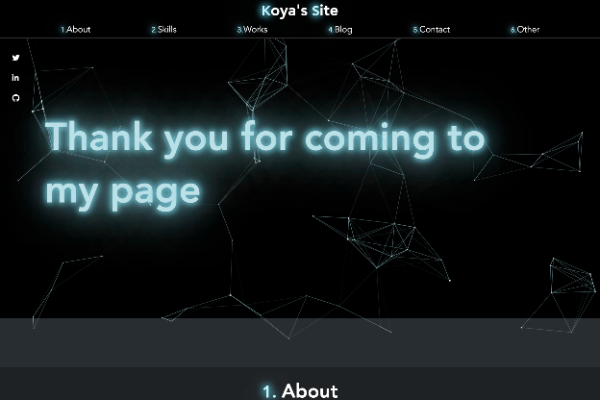 Koya's Site
1.About 2.Skills 3.Works 4.Blog 5.Contact 6.Other
Thank you for coming to
my page
1. About